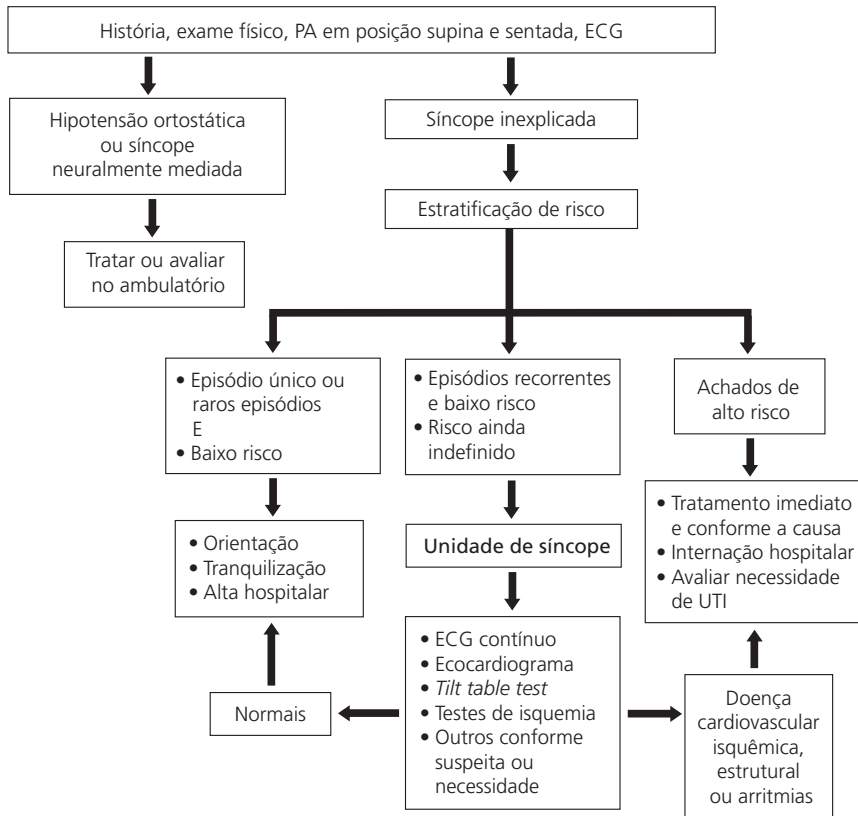 História, exame físico, PA em posição supina e sentada, ECG
Hipotensão ortostática
ou síncope
neuralmente mediada
Síncope inexplicada
Estratificação de risco
Tratar ou avaliar
no ambulatório
• Episódio único ou
raros episódios
E
• Baixo risco
• Episódios recorrentes
e baixo risco
• Risco ainda
indefinido
Achados de
alto risco
• Orientação
• Tranquilização
• Alta hospitalar
Unidade de síncope
• Tratamento imediato
e conforme a causa
• Internação hospitalar
• Avaliar necessidade
de UTI
Normais
• ECG contínuo
• Ecocardiograma
• Tilt table test
• Testes de isquemia
• Outros conforme
suspeita ou
necessidade
Doença
cardiovascular
isquêmica,
estrutural
ou arritmias